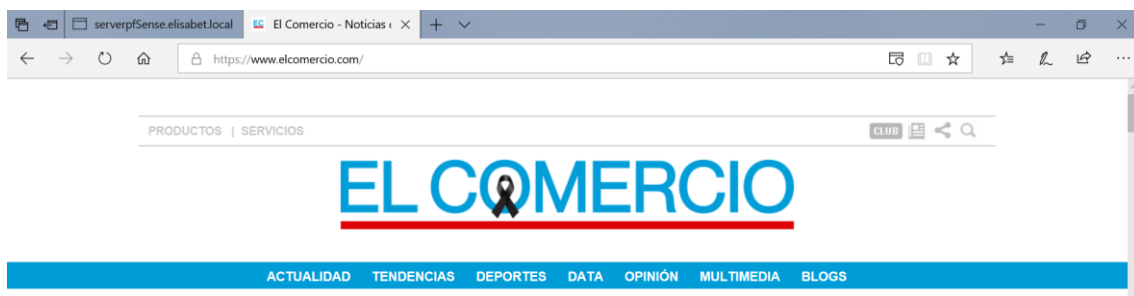 serverpfSense.elisabet.local EC El Comercio - Noticias
https://www.elcomercio.com/
PRODUCTOS | SERVICIOS CLUB
EL COMERCIO
ACTUALIDAD TENDENCIAS DEPORTES DATA OPINIÓN MULTIMEDIA BLOGS